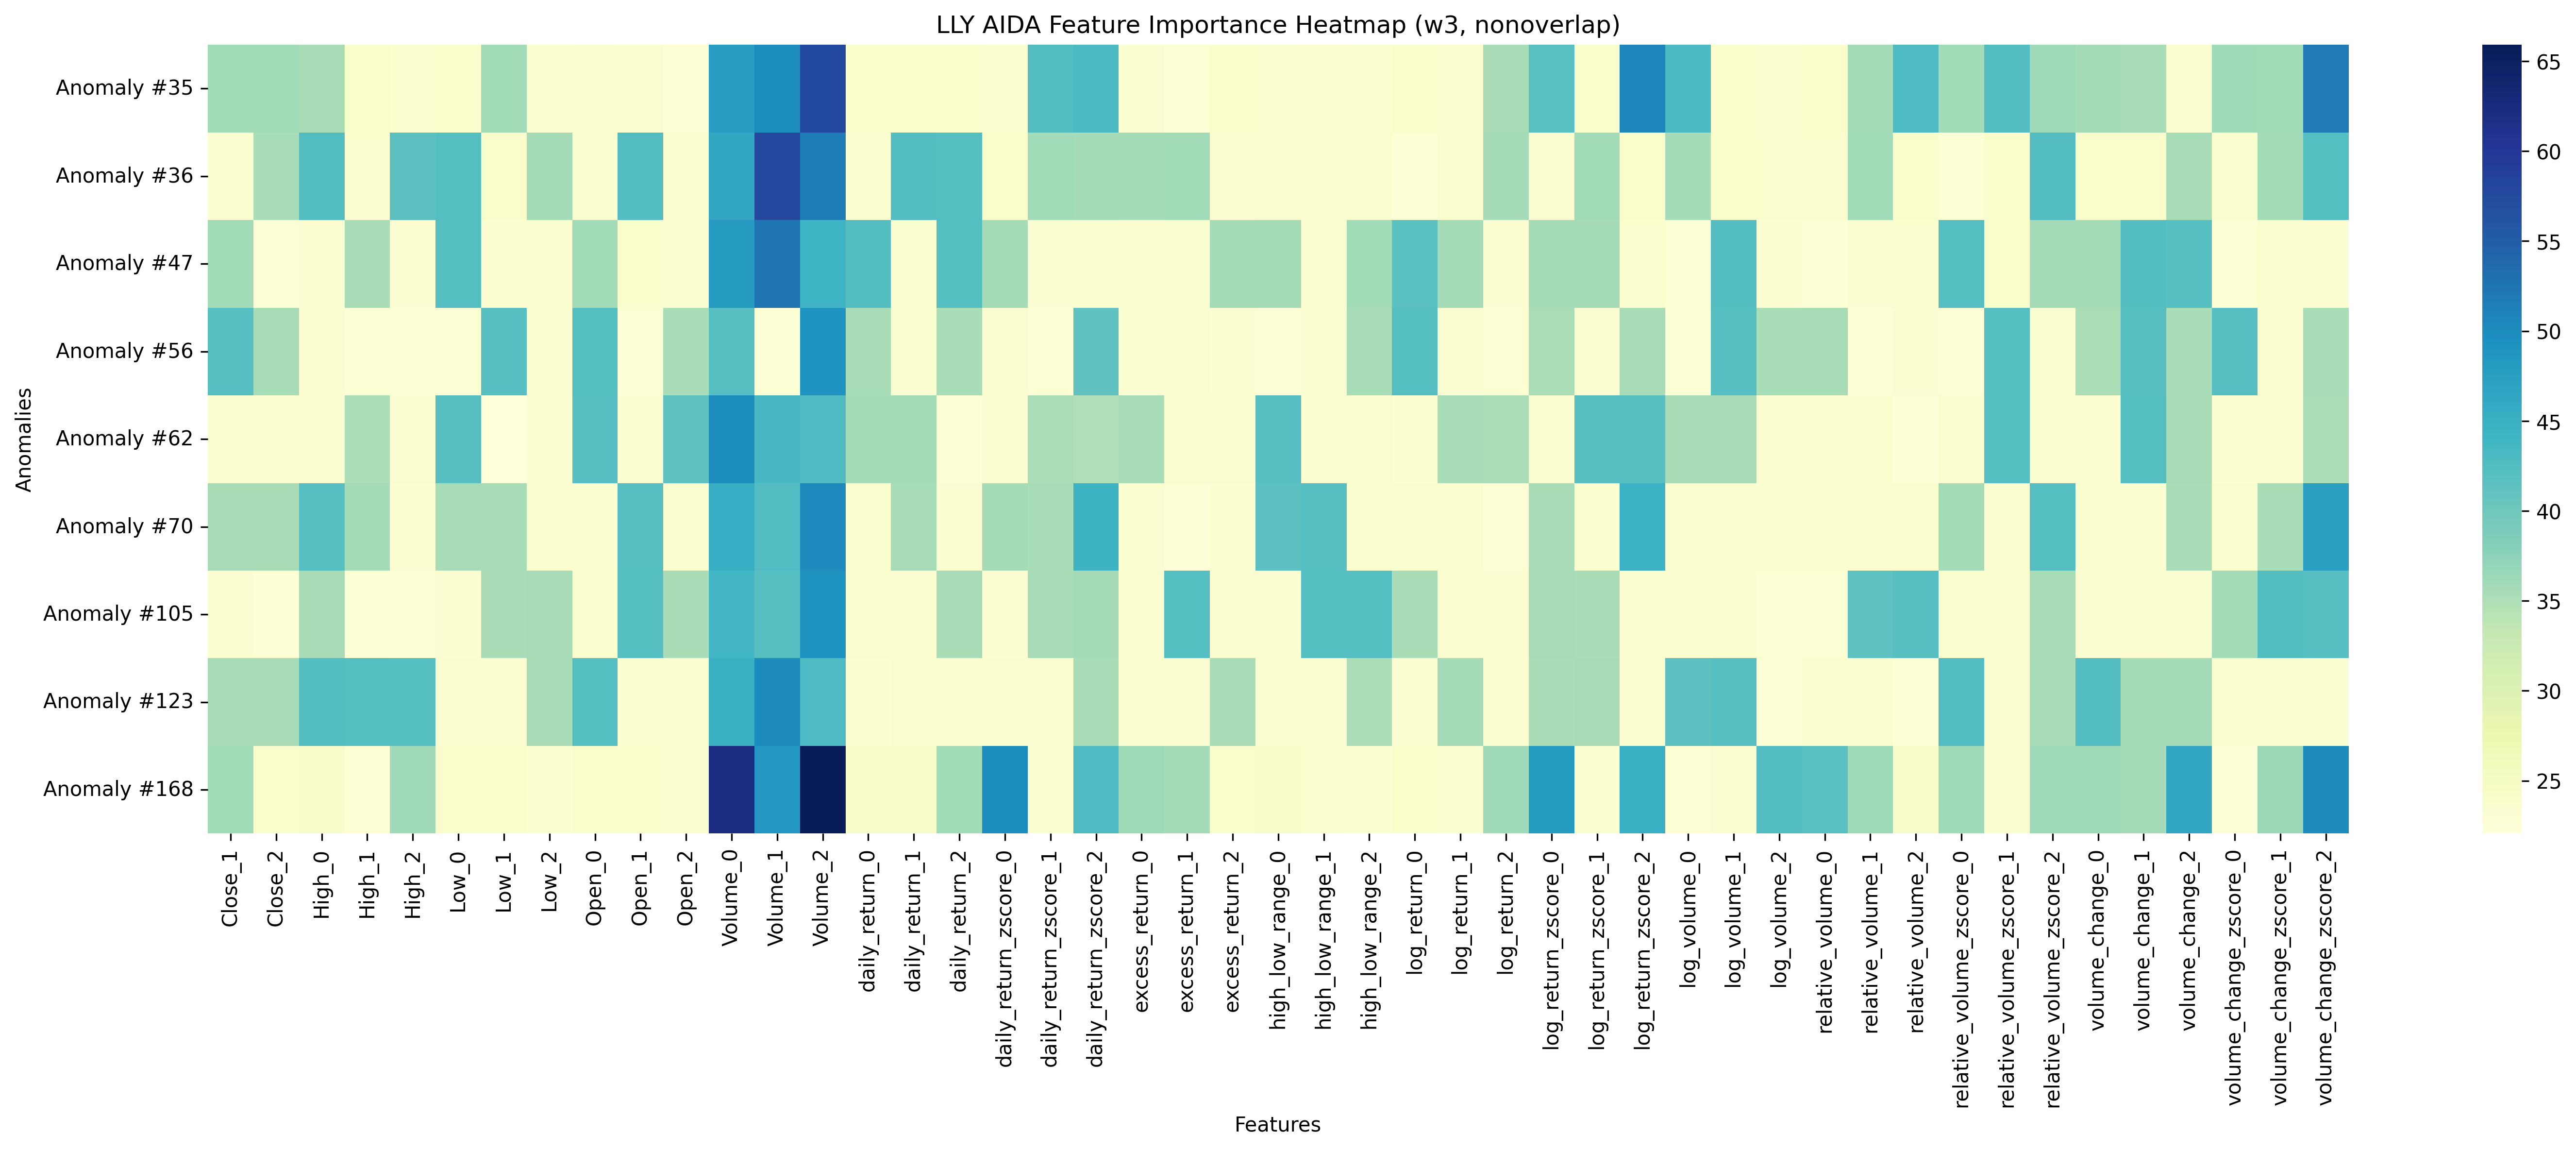 LLY AIDA Feature Importance Heatmap (w3, nonoverlap)
Anomalies
Anomaly #35
Anomaly #36
Anomaly #47
Anomaly #56
Anomaly #62
Anomaly #70
Anomaly #105
Anomaly #123
Anomaly #168
65
60
55
50
45
40
35
30
25
Close_1
Close_2
High_0
High_1
High_2
Low_0
Low_1
Low_2
Open_0
Open_1
Open_2
Volume_0
Volume_1
Volume_2
daily_return_0
daily_return_1
daily_return_2
daily_return_zscore_0
daily_return_zscore_1
daily_return_zscore_2
excess_return_0
excess_return_1
excess_return_2
high_low_range_0
high_low_range_1
high_low_range_2
log_return_0
log_return_1
log_return_2
log_return_zscore_0
log_return_zscore_1
log_return_zscore_2
log_volume_0
log_volume_1
log_volume_2
relative_volume_0
relative_volume_1
relative_volume_2
relative_volume_zscore_0
relative_volume_zscore_1
relative_volume_zscore_2
volume_change_0
volume_change_1
volume_change_2
volume_change_zscore_0
volume_change_zscore_1
volume_change_zscore_2
Features